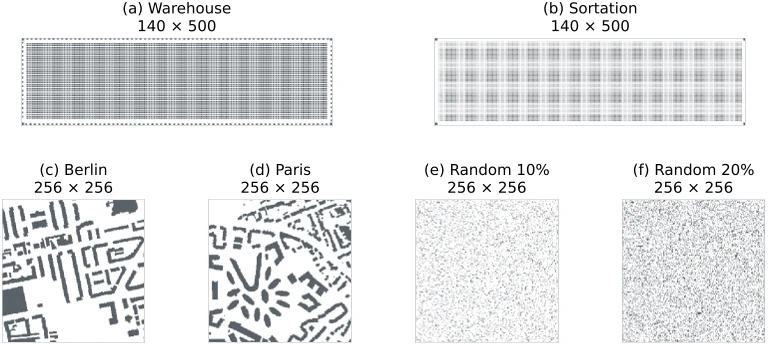 (a) Warehouse
140 × 500
(b) Sortation
140 × 500
(c) Berlin
256 × 256
(d) Paris
256 × 256
(e) Random 10%
256 × 256
(f) Random 20%
256 × 256